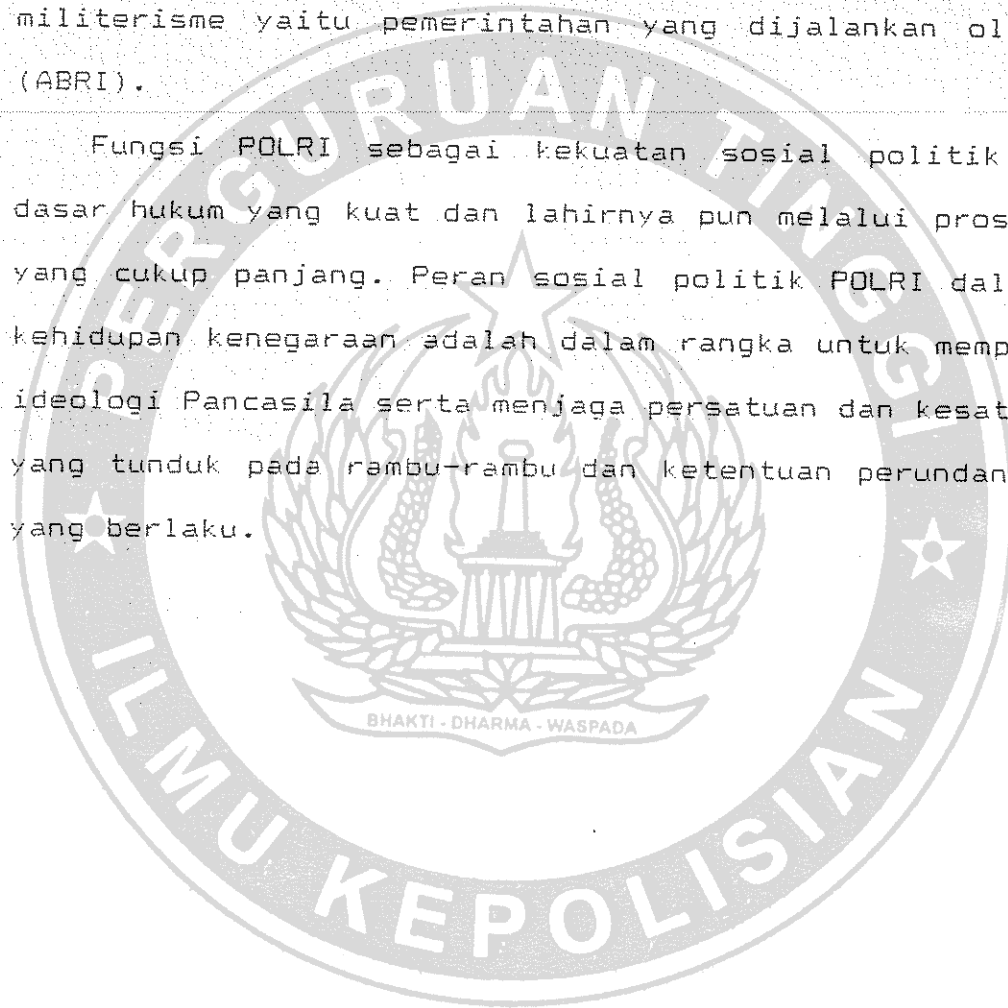 militerisme yaitu pemerintahan yang dijalankan ol
(ABRI).
Fungsi POLRI sebagai kekuatan sosial politik
dasar hukum yang kuat dan lahirnya pun melalui pros
yang cukup panjang. Peran sosial politik POLRI dal
kehidupan kenegaraan adalah dalam rangka untuk memp
ideologi Pancasila serta menjaga persatuan dan kesat
yang tunduk pada rambu-rambu dan ketentuan perundan
yang berlaku.
PERGURUAN TINGGI
BHAKTI - DHARMA - WASPADA
ILMU KEPOLISIAN